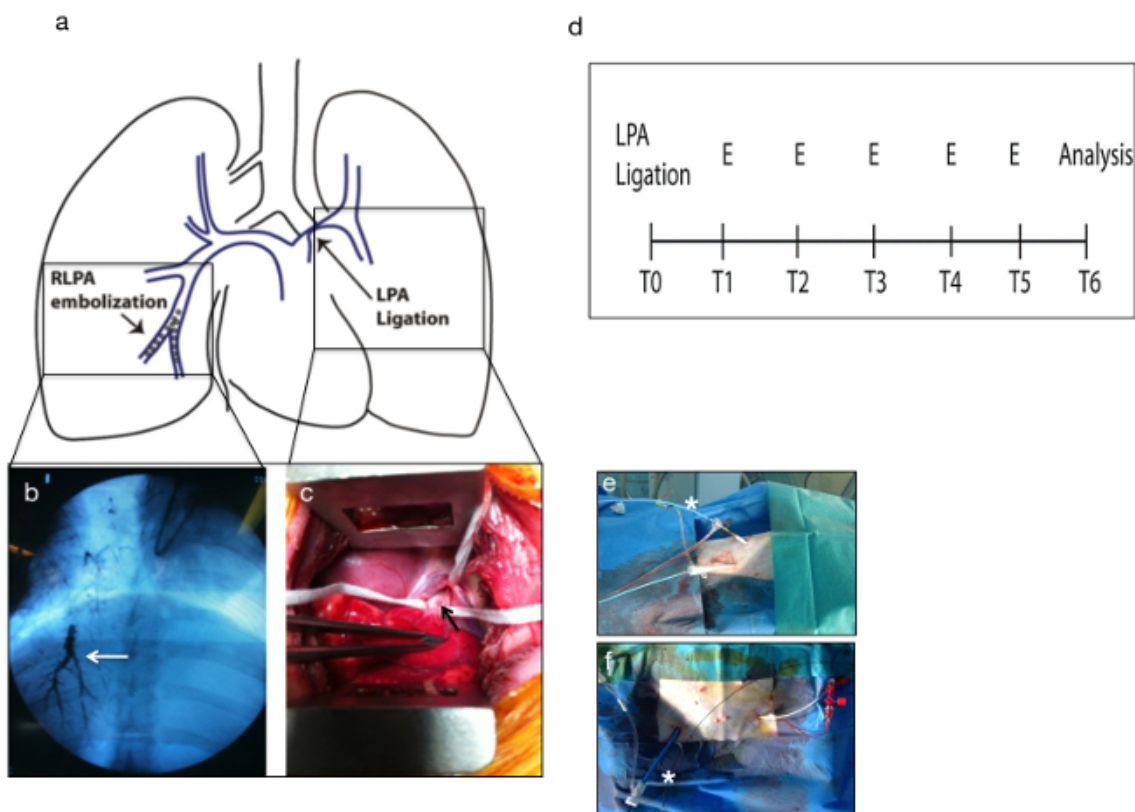 a
RLPA
embolization
LPA
Ligation
b
c
d
LPA
Ligation
E E E E E
Analysis
T0 T1 T2 T3 T4 T5 T6
e
*
f
*